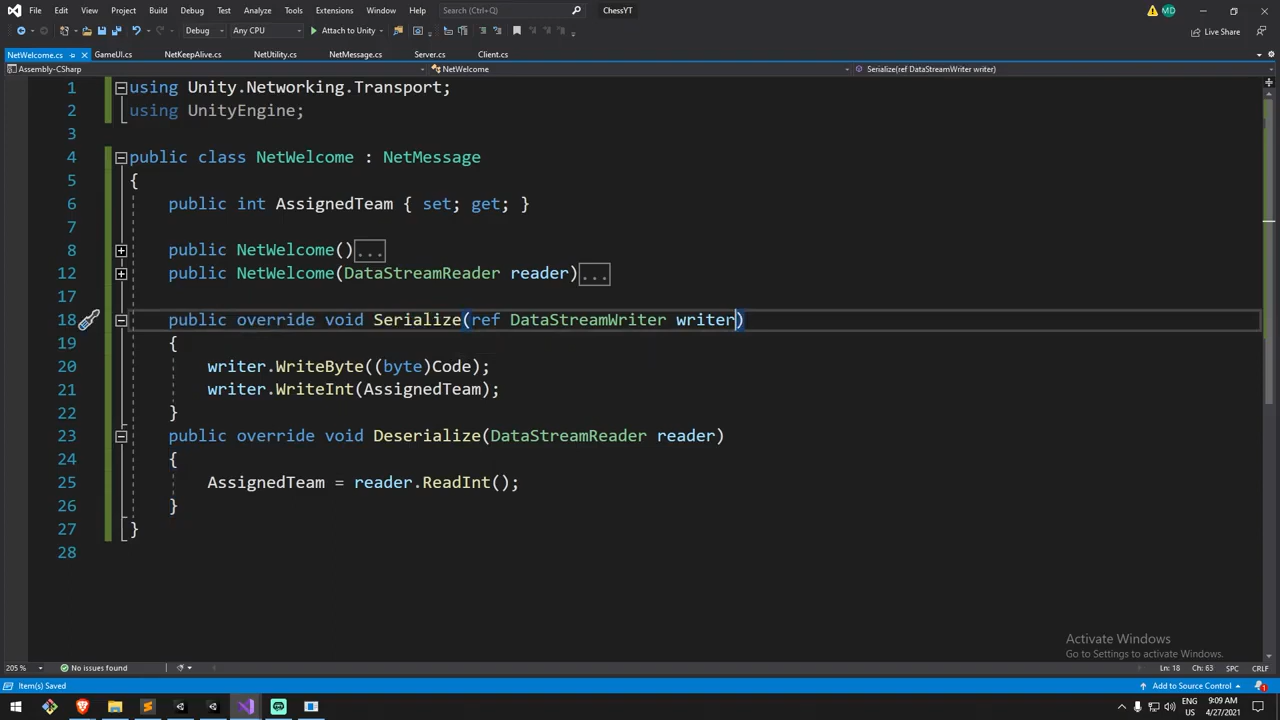 File Edit View Git Project Build Debug Test Analyze Tools Extensions Window Help Search (Ctrl+Q) ChessYT MD
Debug Any CPU Attach to Unity Live Share
NetWelcome.cs GameUI.cs NetKeepAlive.cs NetUtility.cs NetMessage.cs Server.cs Client.cs
Assembly-CSharp NetWelcome Serialize(ref DataStreamWriter writer)
1 using Unity.Networking.Transport;
2 using UnityEngine;
3
4 public class NetWelcome : NetMessage
5 {
6 public int AssignedTeam { set; get; }
7
8 public NetWelcome()...
12 public NetWelcome(DataStreamReader reader)...
17
18 public override void Serialize(ref DataStreamWriter writer)
19 {
20 writer.WriteByte((byte)Code);
21 writer.WriteInt(AssignedTeam);
22 }
23 public override void Deserialize(DataStreamReader reader)
24 {
25 AssignedTeam = reader.ReadInt();
26 }
27 }
28
Activate Windows
Go to Settings to activate Windows.
205 % No issues found Ln: 18 Ch: 63 SPC CRLF
Item(s) Saved Add to Source Control 1
ENG 9:09 AM
US 4/27/2021